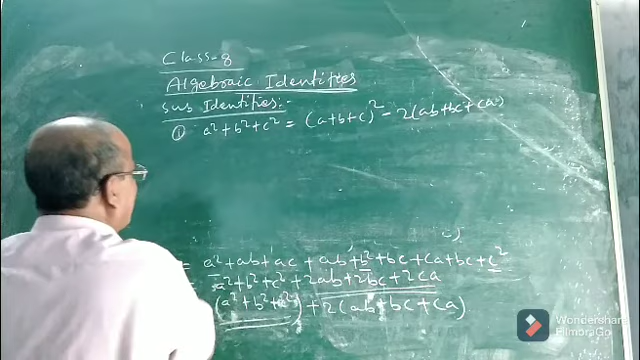 Class-8
Algebraic Identities
Sub Identities:-
① a²+b²+c² = (a+b+c)² - 2(ab+bc+ca)
= a²+ab+ac + ab+b²+bc+ca+bc+c²
a²+b²+c²+2ab+2bc+2ca
(a²+b²+c²)+2(ab+bc+ca)
Wondershare
Filmora